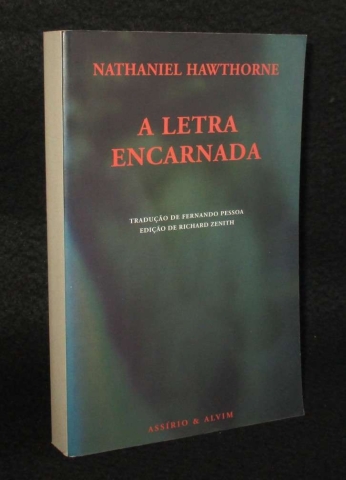 NATHANIEL HAWTHORNE
A LETRA
ENCARNADA
TRADUÇÃO DE FERNANDO PESSOA
EDIÇÃO DE RICHARD ZENITH
ASSÍRIO & ALVIM